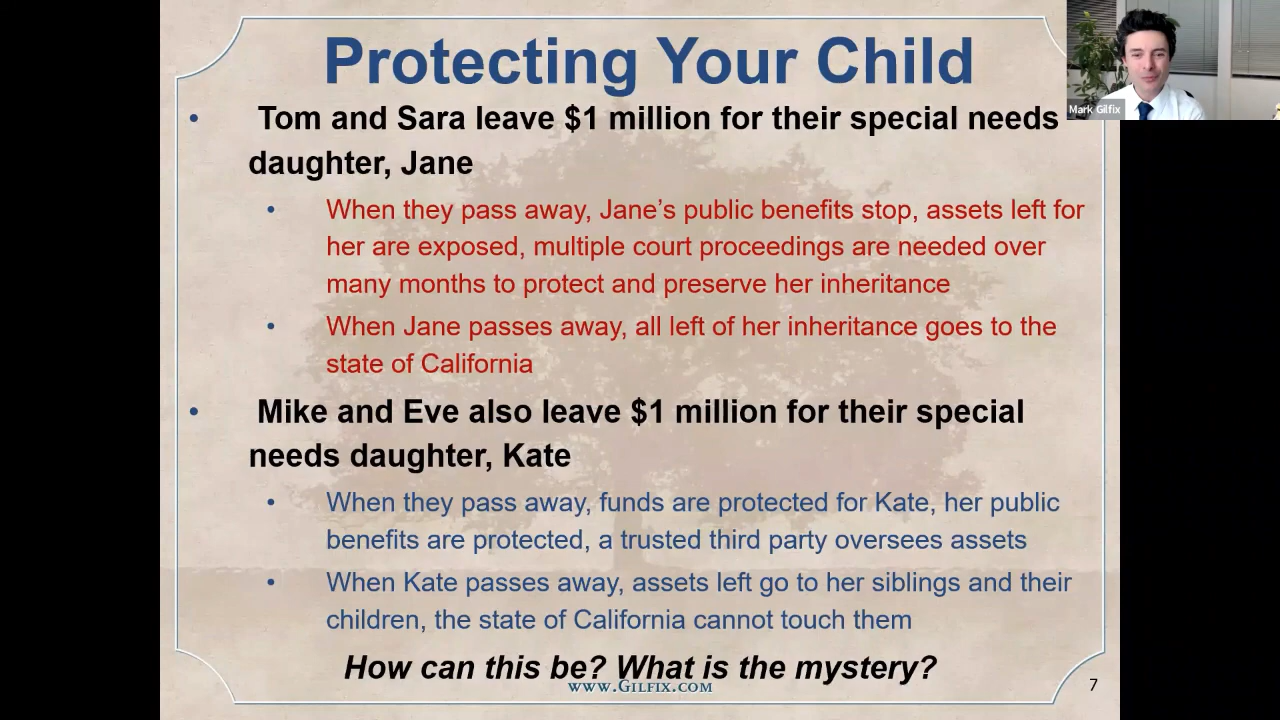 Protecting Your Child
Mark Gilfix
• Tom and Sara leave $1 million for their special needs
daughter, Jane
• When they pass away, Jane’s public benefits stop, assets left for
her are exposed, multiple court proceedings are needed over
many months to protect and preserve her inheritance
• When Jane passes away, all left of her inheritance goes to the
state of California
• Mike and Eve also leave $1 million for their special
needs daughter, Kate
• When they pass away, funds are protected for Kate, her public
benefits are protected, a trusted third party oversees assets
• When Kate passes away, assets left go to her siblings and their
children, the state of California cannot touch them
How can this be? What is the mystery?
www.Gilfix.com
7